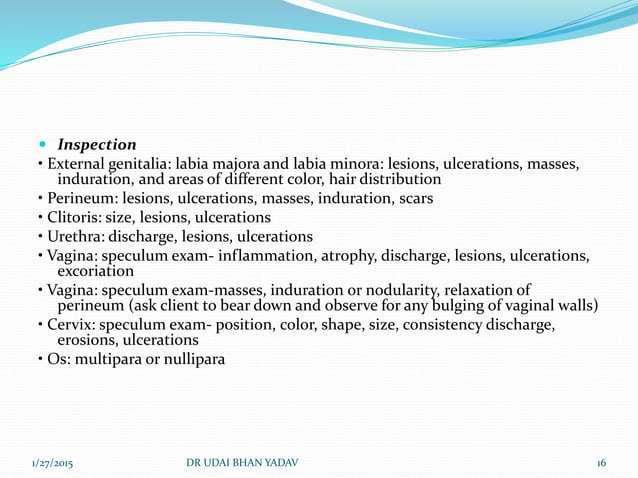 • Inspection
• External genitalia: labia majora and labia minora: lesions, ulcerations, masses,
induration, and areas of different color, hair distribution
• Perineum: lesions, ulcerations, masses, induration, scars
• Clitoris: size, lesions, ulcerations
• Urethra: discharge, lesions, ulcerations
• Vagina: speculum exam- inflammation, atrophy, discharge, lesions, ulcerations,
excoriation
• Vagina: speculum exam-masses, induration or nodularity, relaxation of
perineum (ask client to bear down and observe for any bulging of vaginal walls)
• Cervix: speculum exam- position, color, shape, size, consistency discharge,
erosions, ulcerations
• Os: multipara or nullipara
1/27/2015 DR UDAI BHAN YADAV 16